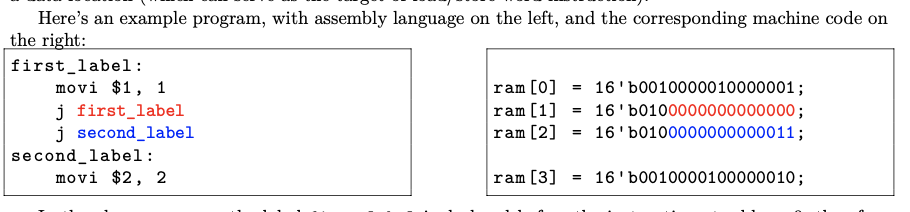 Here's an example program, with assembly language on the left, and the corresponding machine code on
the right:
first_label:
    movi $1, 1
    j first_label
    j second_label
second_label:
    movi $2, 2
ram[0] = 16'b0010000010000001;
ram[1] = 16'b0100000000000000;
ram[2] = 16'b0100000000000011;
ram[3] = 16'b0010000100000010;